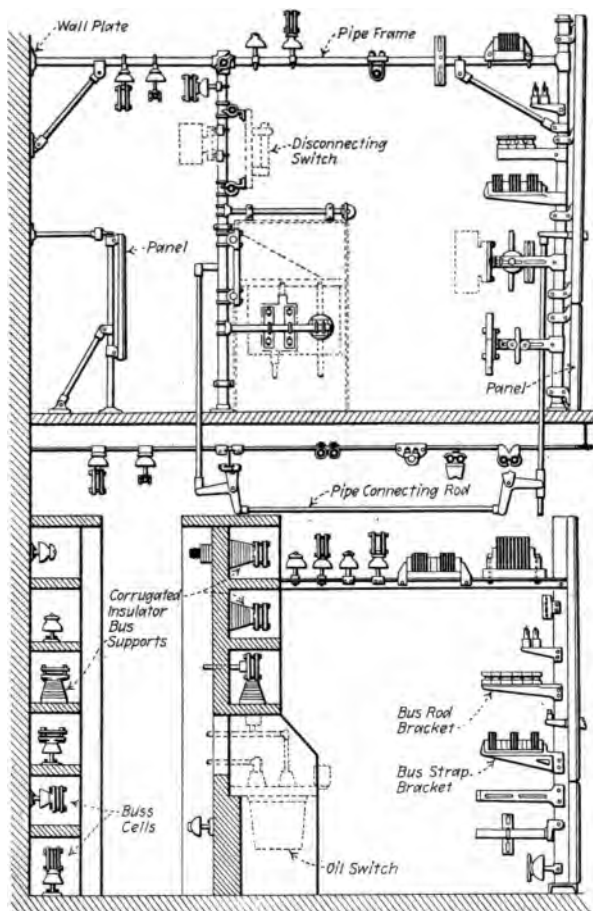 Wall Plate
Pipe Frame
Disconnecting
Switch
Panel
Panel
Pipe Connecting Rod
Corrugated
Insulator
Bus
Supports
Bus Rod
Bracket
Bus Strap
Bracket
Buss
Cells
Oil Switch